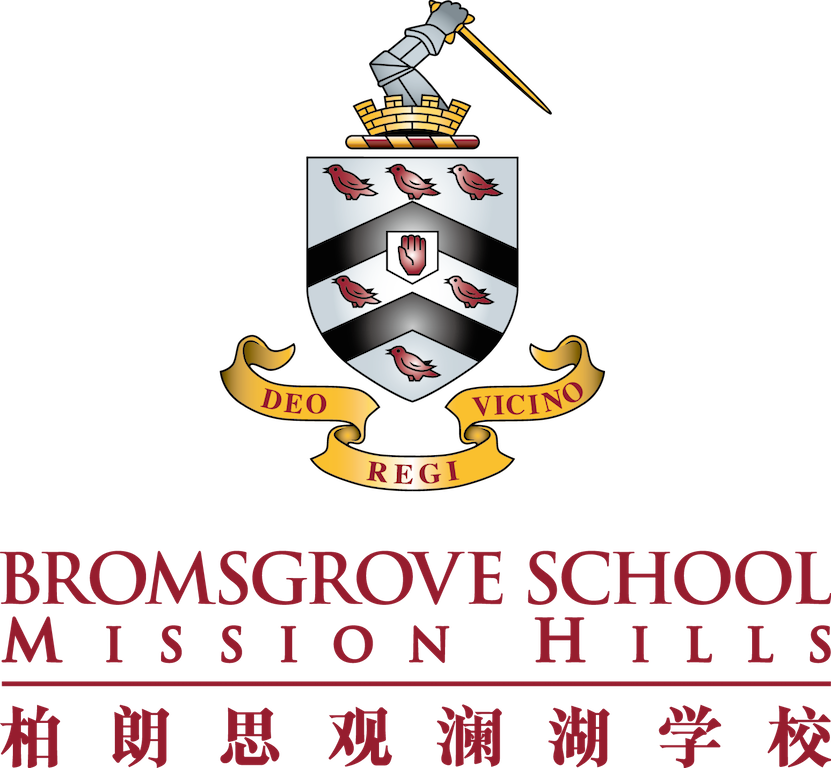 DEO REGI VICINO
BROMSGROVE SCHOOL
MISSION HILLS
柏朗思观澜湖学校